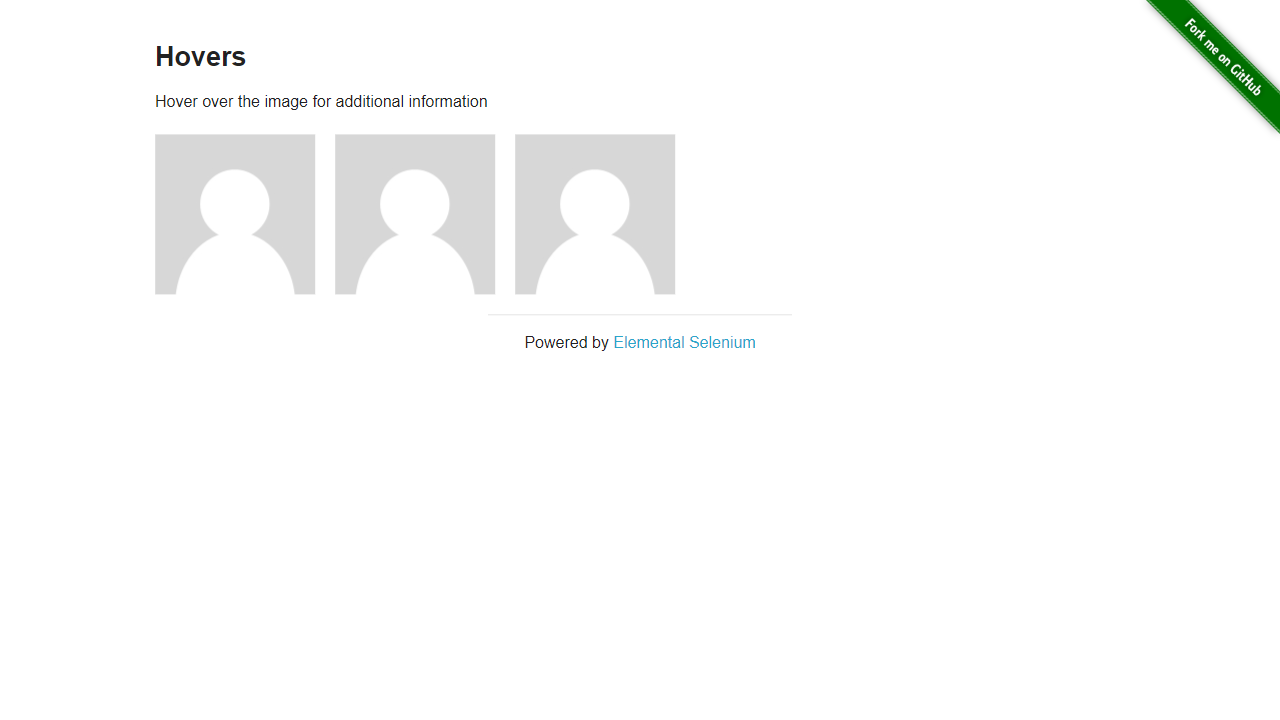 Hovers
Hover over the image for additional information
Powered by Elemental Selenium
Fork me on GitHub